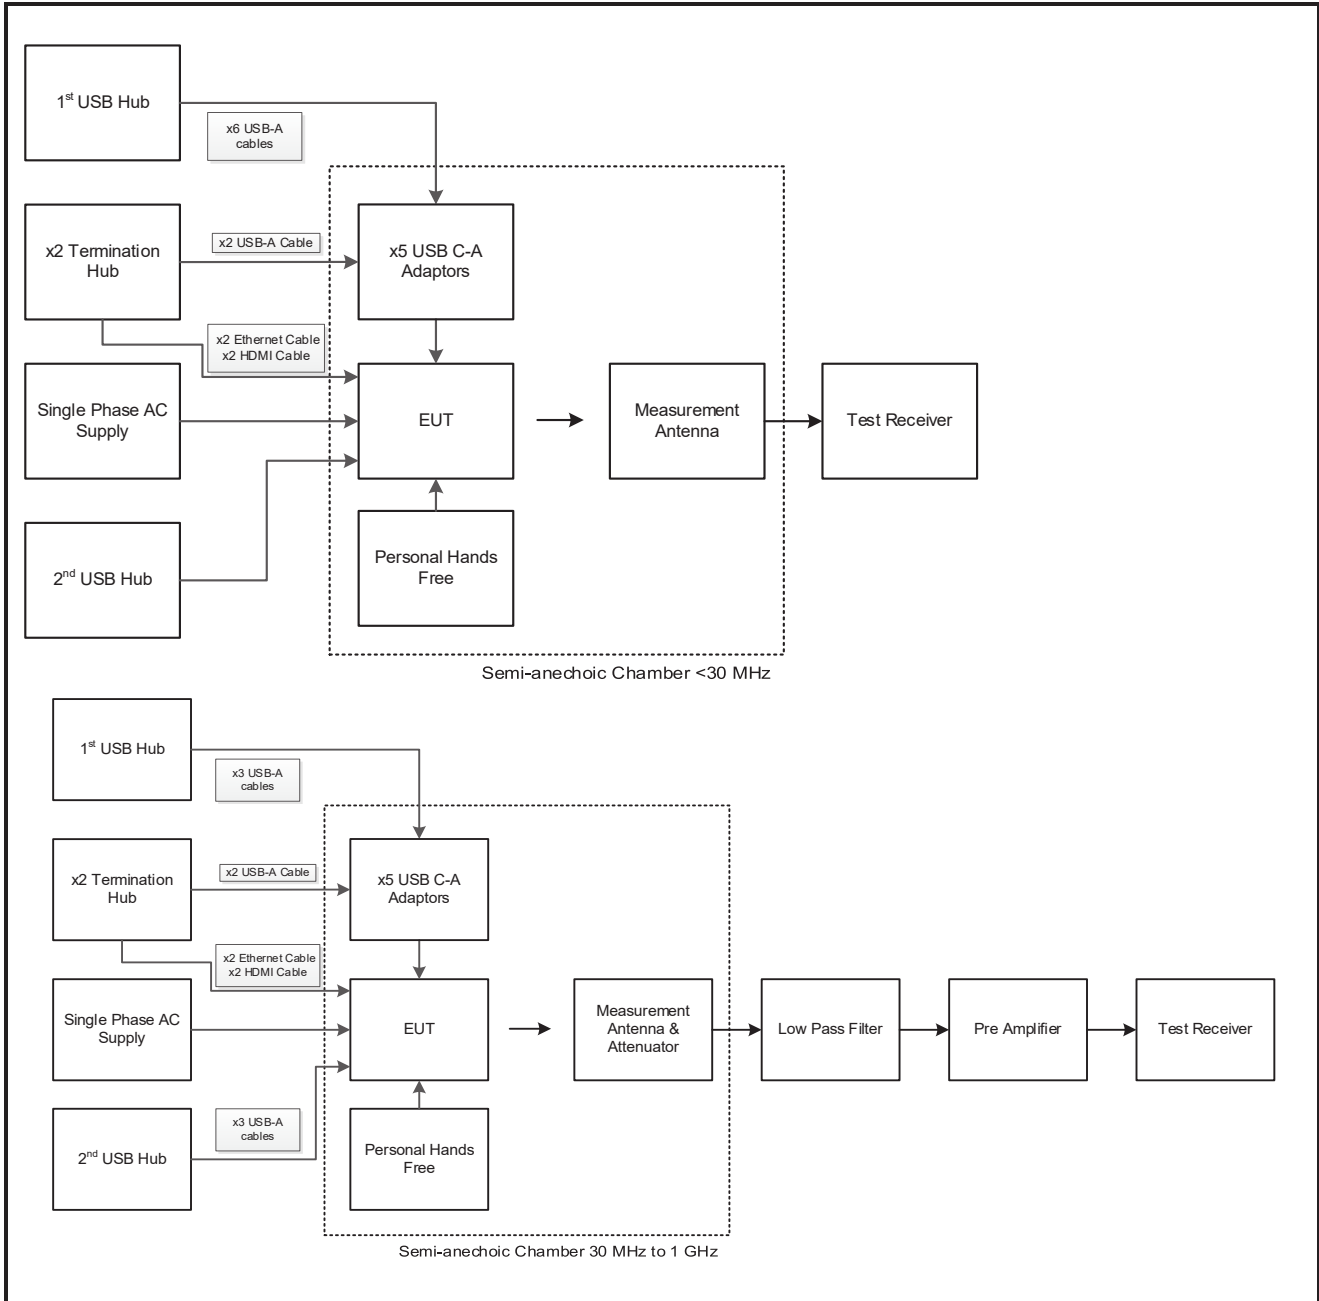 1st USB Hub
x6 USB-A
cables
x2 Termination
Hub
x2 USB-A Cable
x5 USB C-A
Adaptors
x2 Ethernet Cable
x2 HDMI Cable
Single Phase AC
Supply
EUT
Measurement
Antenna
Test Receiver
2nd USB Hub
Personal Hands
Free
Semi-anechoic Chamber <30 MHz
1st USB Hub
x3 USB-A
cables
x2 Termination
Hub
x2 USB-A Cable
x5 USB C-A
Adaptors
x2 Ethernet Cable
x2 HDMI Cable
Single Phase AC
Supply
EUT
Measurement
Antenna &
Attenuator
Low Pass Filter
Pre Amplifier
Test Receiver
2nd USB Hub
x3 USB-A
cables
Personal Hands
Free
Semi-anechoic Chamber 30 MHz to 1 GHz